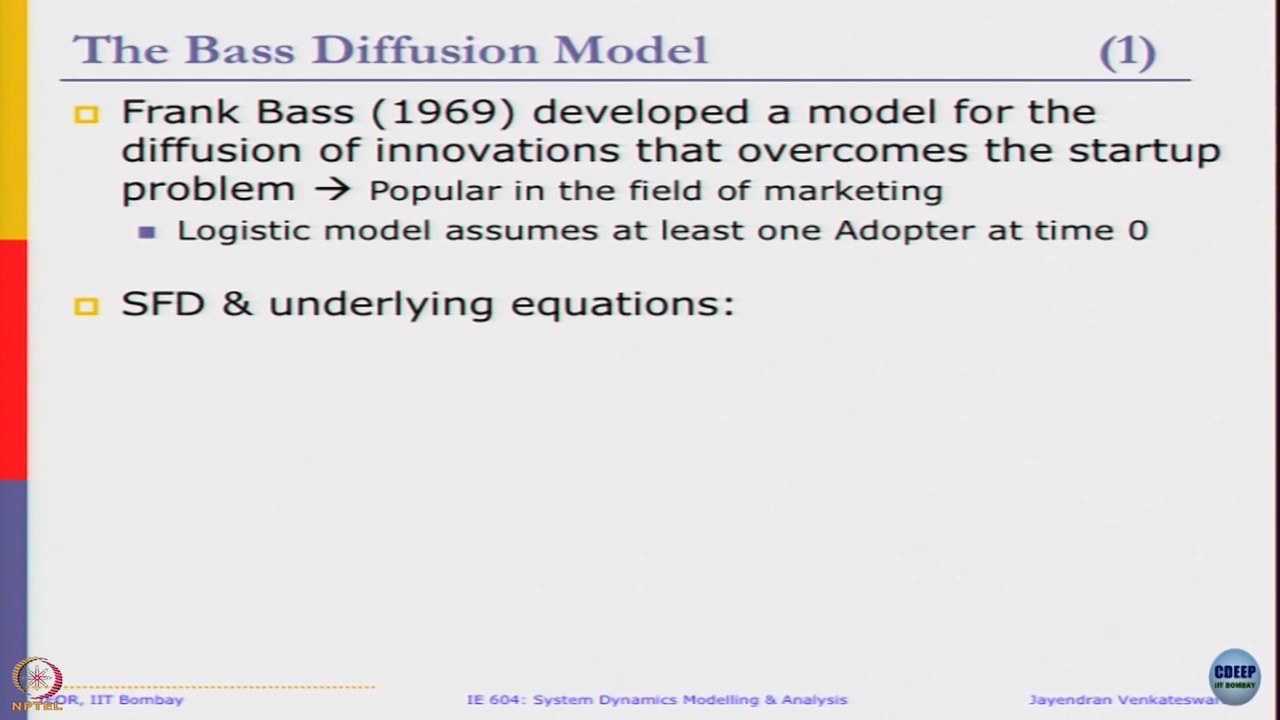 The Bass Diffusion Model (1)
Frank Bass (1969) developed a model for the
diffusion of innovations that overcomes the startup
problem → Popular in the field of marketing
Logistic model assumes at least one Adopter at time 0
SFD & underlying equations:
CDEEP
IIT BOMBAY
IIT Bombay
IE 604: System Dynamics Modelling & Analysis
Jayendran
NPTEL